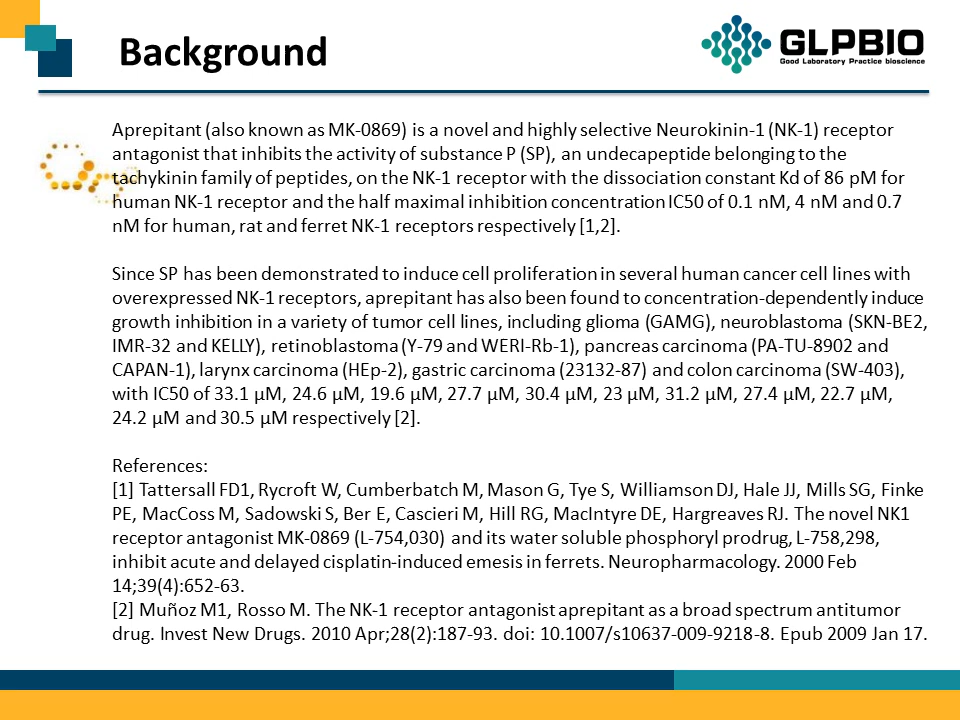 Background
GLPBIO
Good Laboratory Practice bioscience
Aprepitant (also known as MK-0869) is a novel and highly selective Neurokinin-1 (NK-1) receptor
antagonist that inhibits the activity of substance P (SP), an undecapeptide belonging to the
tachykinin family of peptides, on the NK-1 receptor with the dissociation constant Kd of 86 pM for
human NK-1 receptor and the half maximal inhibition concentration IC50 of 0.1 nM, 4 nM and 0.7
nM for human, rat and ferret NK-1 receptors respectively [1,2].
Since SP has been demonstrated to induce cell proliferation in several human cancer cell lines with
overexpressed NK-1 receptors, aprepitant has also been found to concentration-dependently induce
growth inhibition in a variety of tumor cell lines, including glioma (GAMG), neuroblastoma (SKN-BE2,
IMR-32 and KELLY), retinoblastoma (Y-79 and WERI-Rb-1), pancreas carcinoma (PA-TU-8902 and
CAPAN-1), larynx carcinoma (HEp-2), gastric carcinoma (23132-87) and colon carcinoma (SW-403),
with IC50 of 33.1 μM, 24.6 μM, 19.6 μM, 27.7 μM, 30.4 μM, 23 μM, 31.2 μM, 27.4 μM, 22.7 μM,
24.2 μM and 30.5 μM respectively [2].
References:
[1] Tattersall FD1, Rycroft W, Cumberbatch M, Mason G, Tye S, Williamson DJ, Hale JJ, Mills SG, Finke
PE, MacCoss M, Sadowski S, Ber E, Cascieri M, Hill RG, MacIntyre DE, Hargreaves RJ. The novel NK1
receptor antagonist MK-0869 (L-754,030) and its water soluble phosphoryl prodrug, L-758,298,
inhibit acute and delayed cisplatin-induced emesis in ferrets. Neuropharmacology. 2000 Feb
14;39(4):652-63.
[2] Muñoz M1, Rosso M. The NK-1 receptor antagonist aprepitant as a broad spectrum antitumor
drug. Invest New Drugs. 2010 Apr;28(2):187-93. doi: 10.1007/s10637-009-9218-8. Epub 2009 Jan 17.